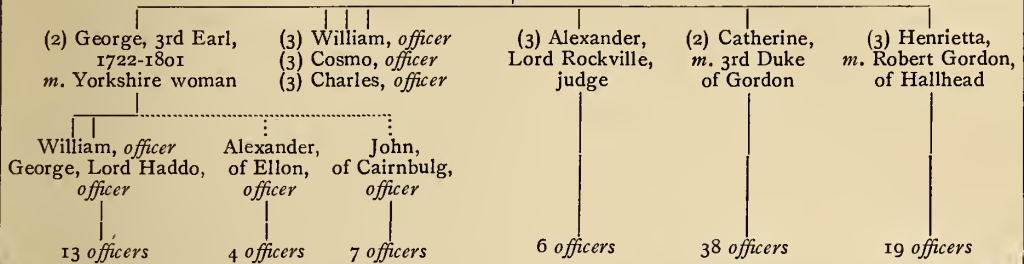 (2) George, 3rd Earl,
1722-1801
m. Yorkshire woman
(3) William, officer
(3) Cosmo, officer
(3) Charles, officer
(3) Alexander,
Lord Rockville,
judge
(2) Catherine,
m. 3rd Duke
of Gordon
(3) Henrietta,
m. Robert Gordon,
of Hallhead
William, officer
George, Lord Haddo,
officer
Alexander,
of Ellon,
officer
John,
of Cairnbulg,
officer
13 officers
4 officers
7 officers
6 officers
38 officers
19 officers